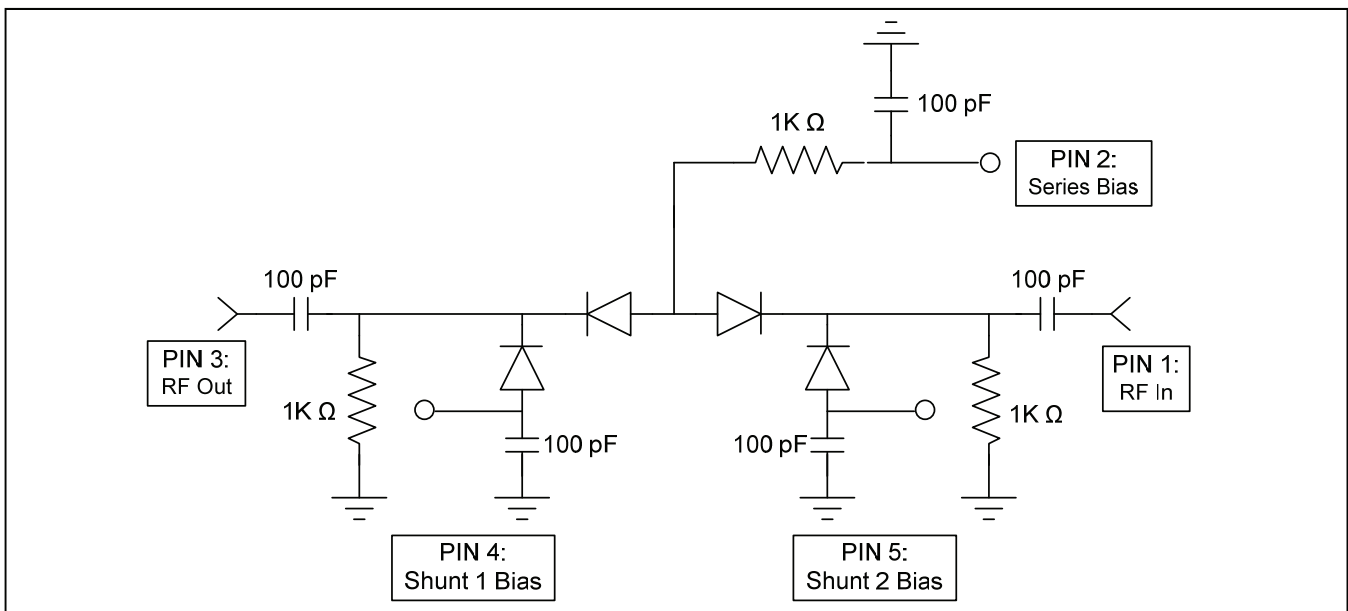 100 pF
1K Ω
PIN 2:
Series Bias
100 pF
100 pF
PIN 3:
RF Out
PIN 1:
RF In
1K Ω
1K Ω
100 pF
100 pF
PIN 4:
Shunt 1 Bias
PIN 5:
Shunt 2 Bias